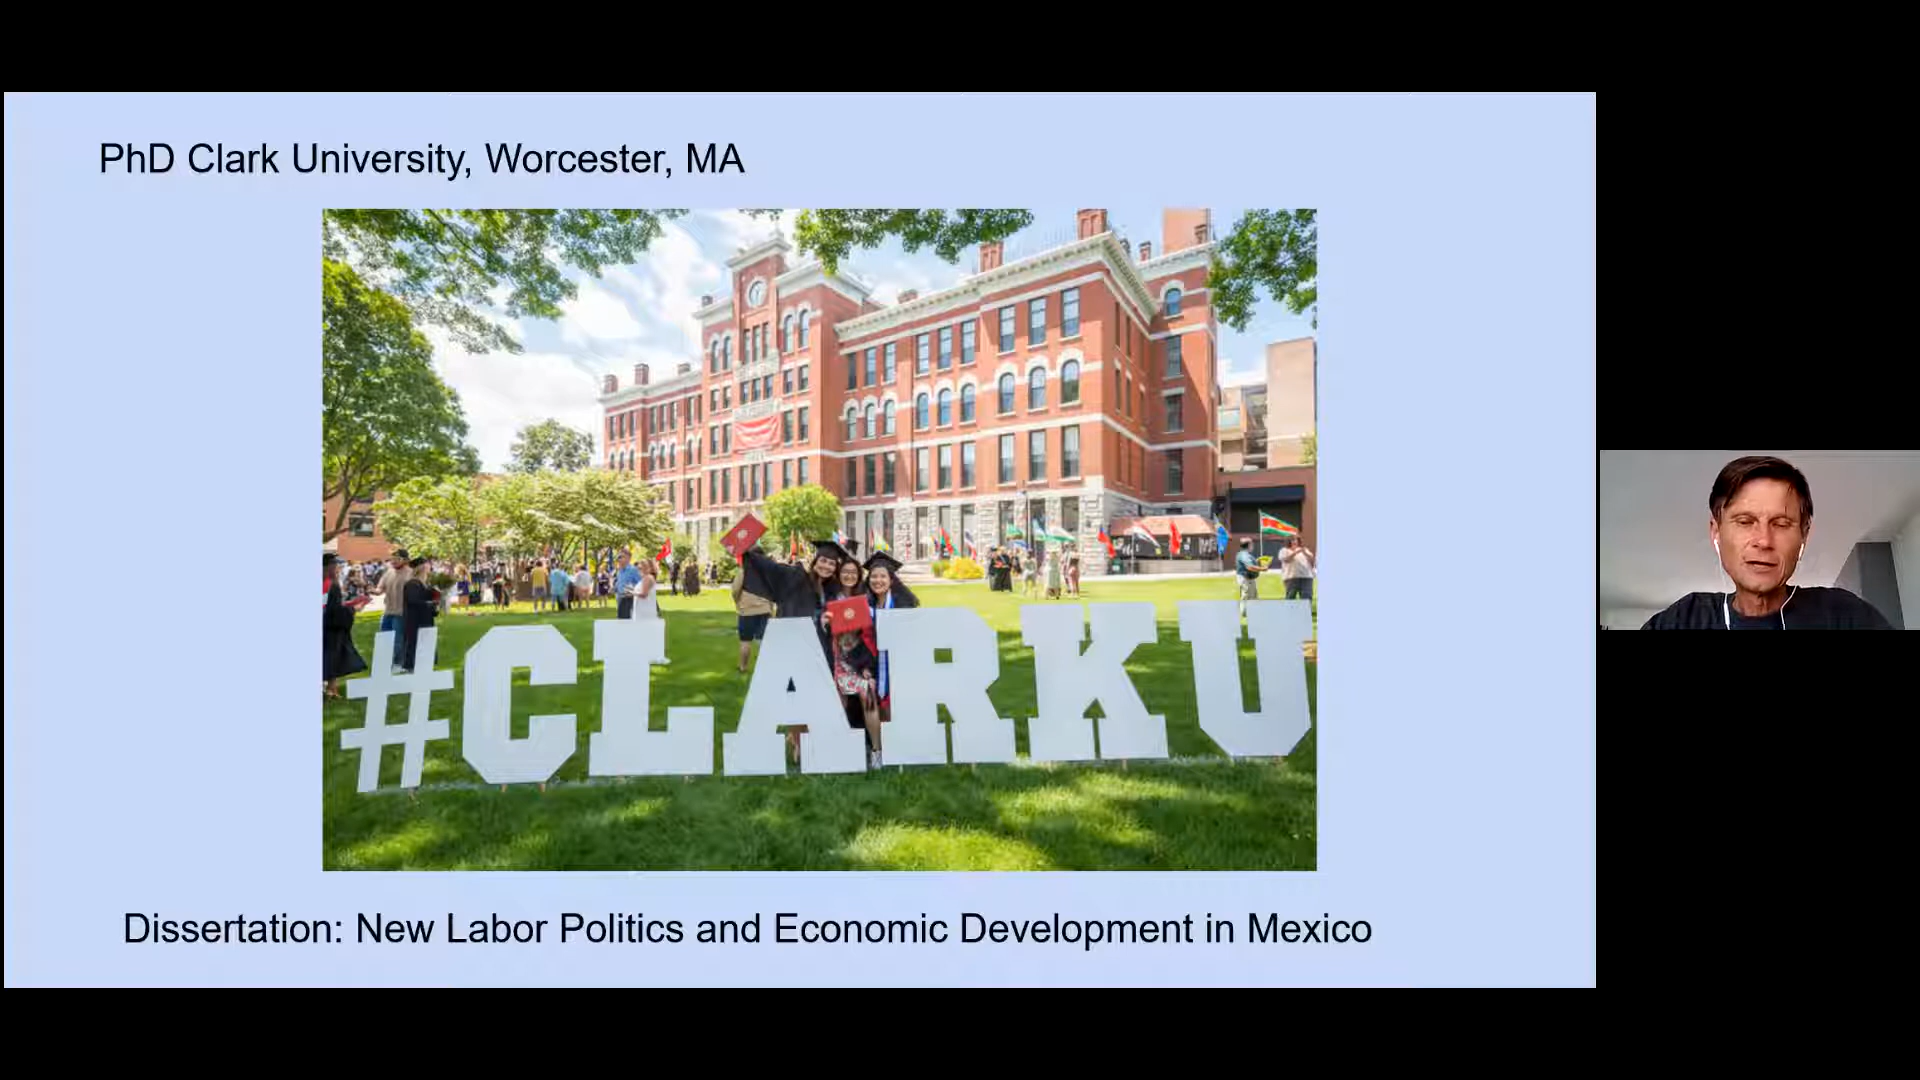 PhD Clark University, Worcester, MA
#CLARKU
Dissertation: New Labor Politics and Economic Development in Mexico